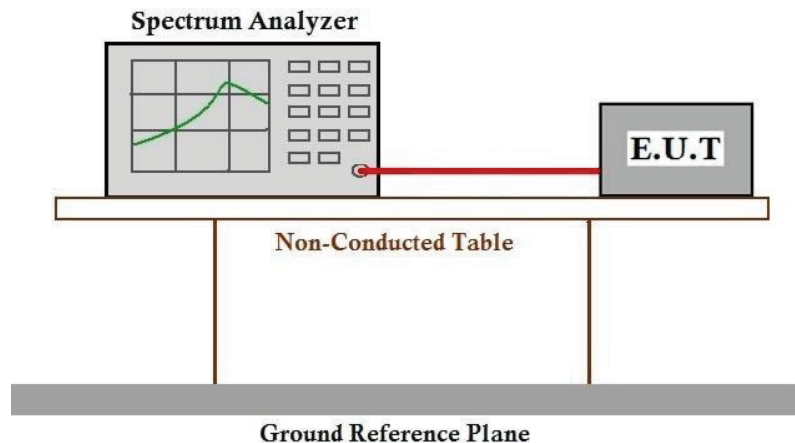 Spectrum Analyzer
E.U.T
Non-Conducted Table
Ground Reference Plane